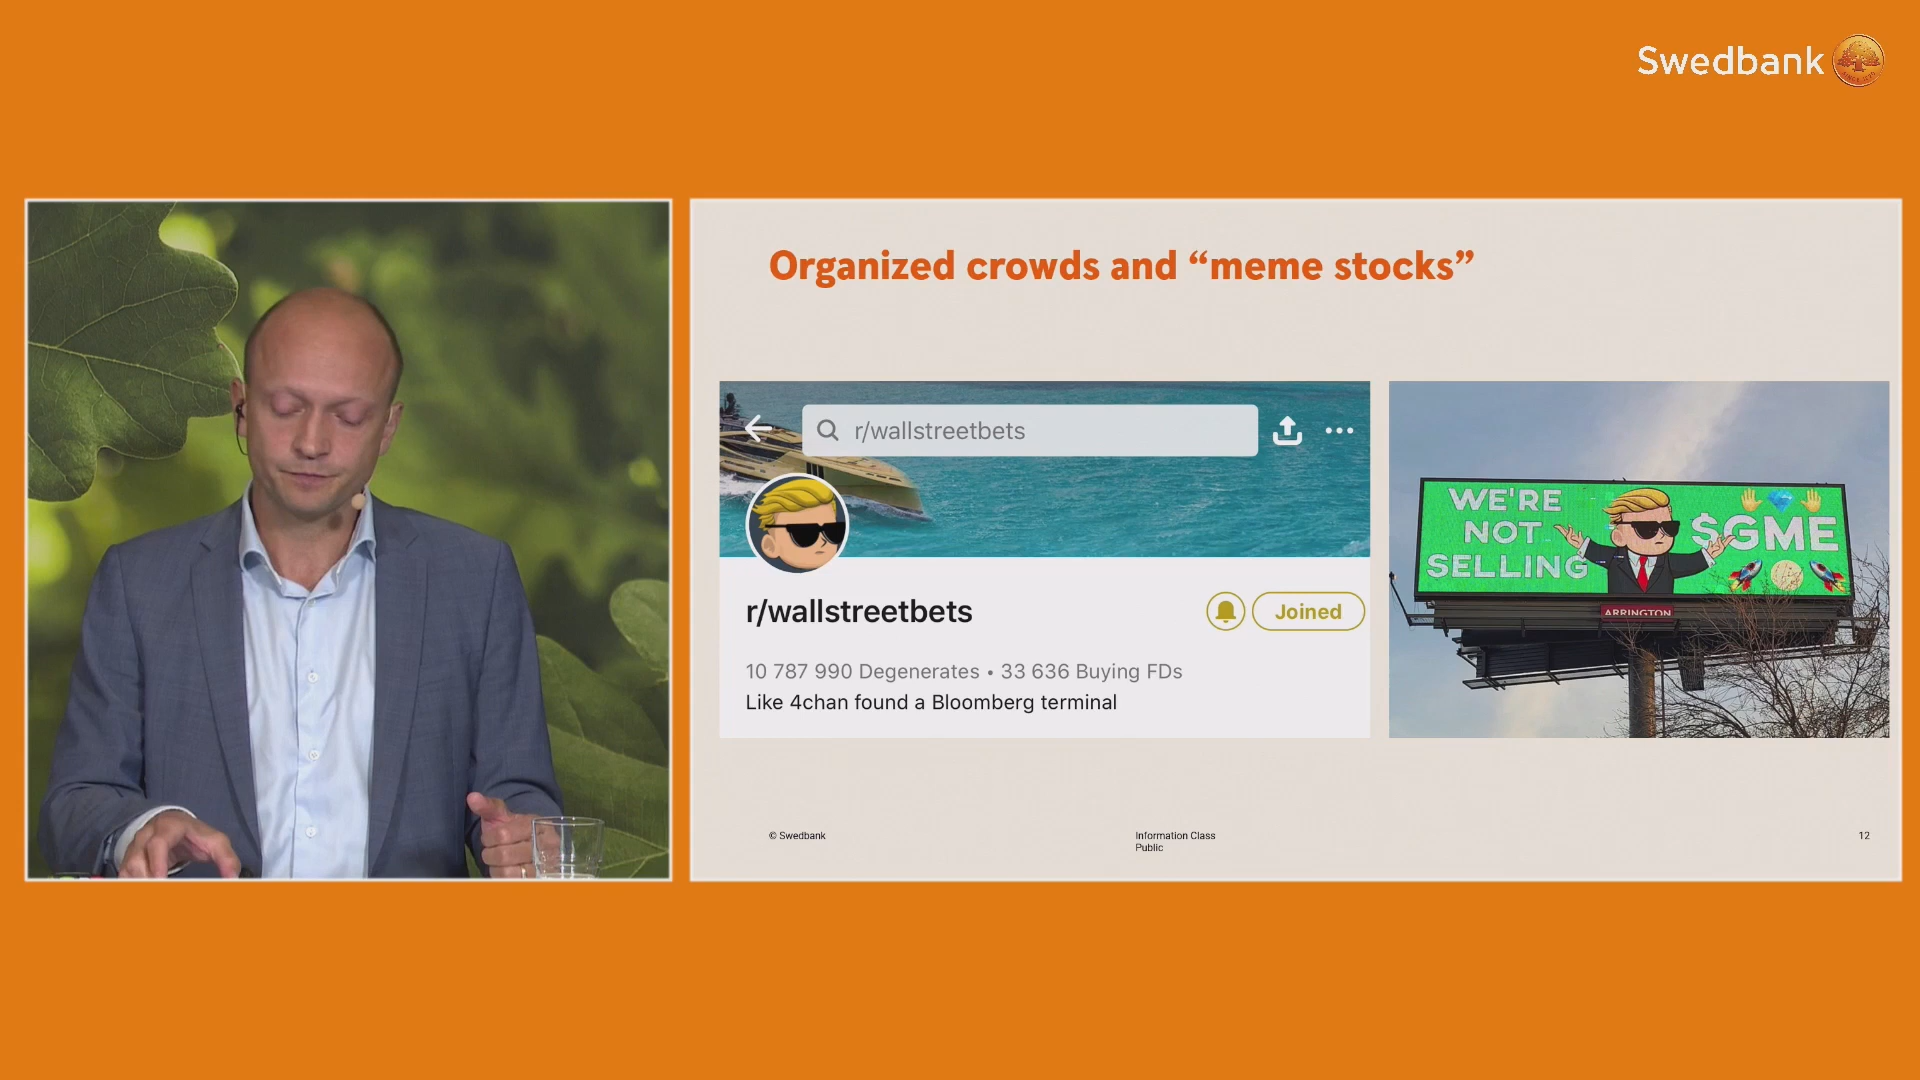 Swedbank
Organized crowds and “meme stocks”
r/wallstreetbets
r/wallstreetbets
Joined
10 787 990 Degenerates • 33 636 Buying FDs
Like 4chan found a Bloomberg terminal
WE'RE
NOT
SELLING
$GME
ARRINGTON
© Swedbank
Information Class
Public
12